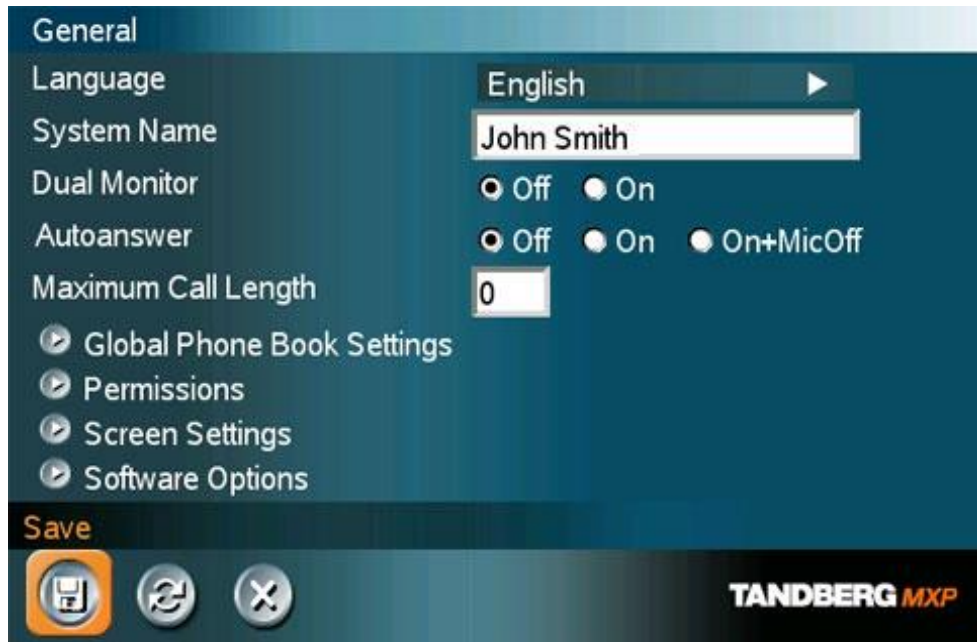 General
Language English
System Name John Smith
Dual Monitor Off On
Autoanswer Off On On+MicOff
Maximum Call Length 0
Global Phone Book Settings
Permissions
Screen Settings
Software Options
Save
TANDBERG MXP